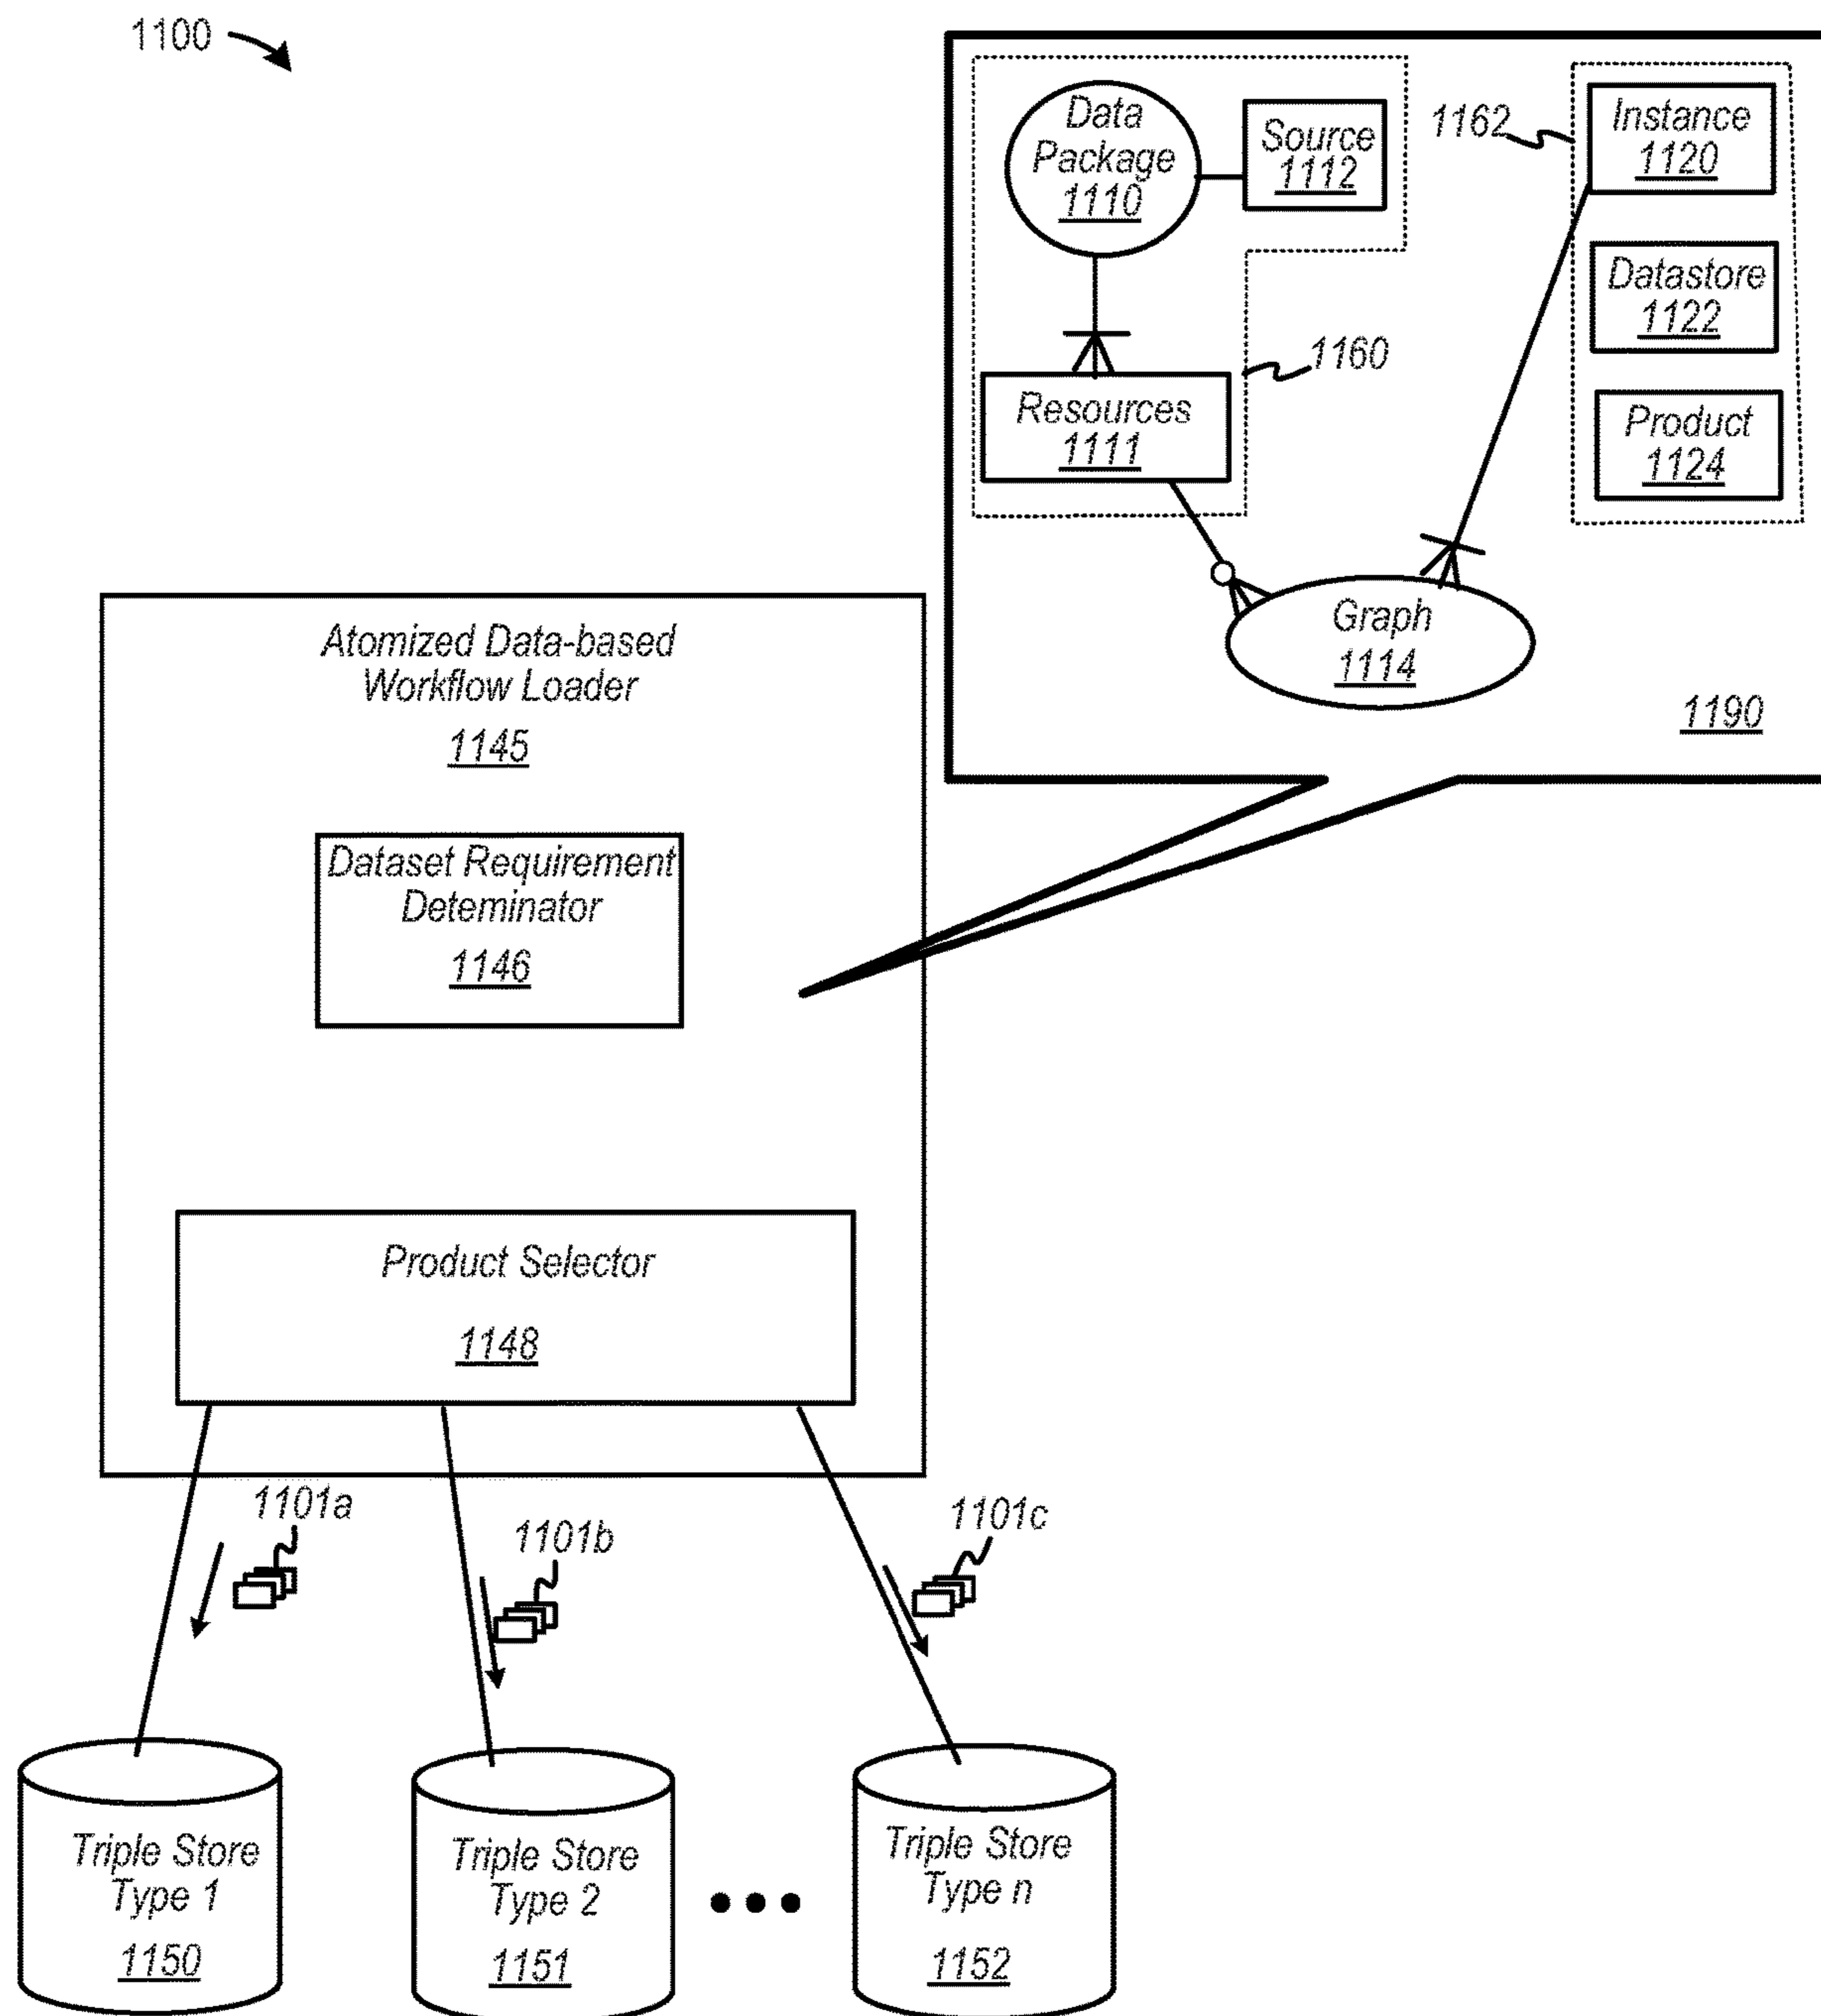 1100
Data
Package
1110
Source
1112
1162
Instance
1120
Datastore
1122
Product
1124
1160
Resources
1111
Graph
1114
1190
Atomized Data-based
Workflow Loader
1145
Dataset Requirement
Deteminator
1146
Product Selector
1148
1101a
1101b
1101c
Triple Store
Type 1
1150
Triple Store
Type 2
1151
Triple Store
Type n
1152